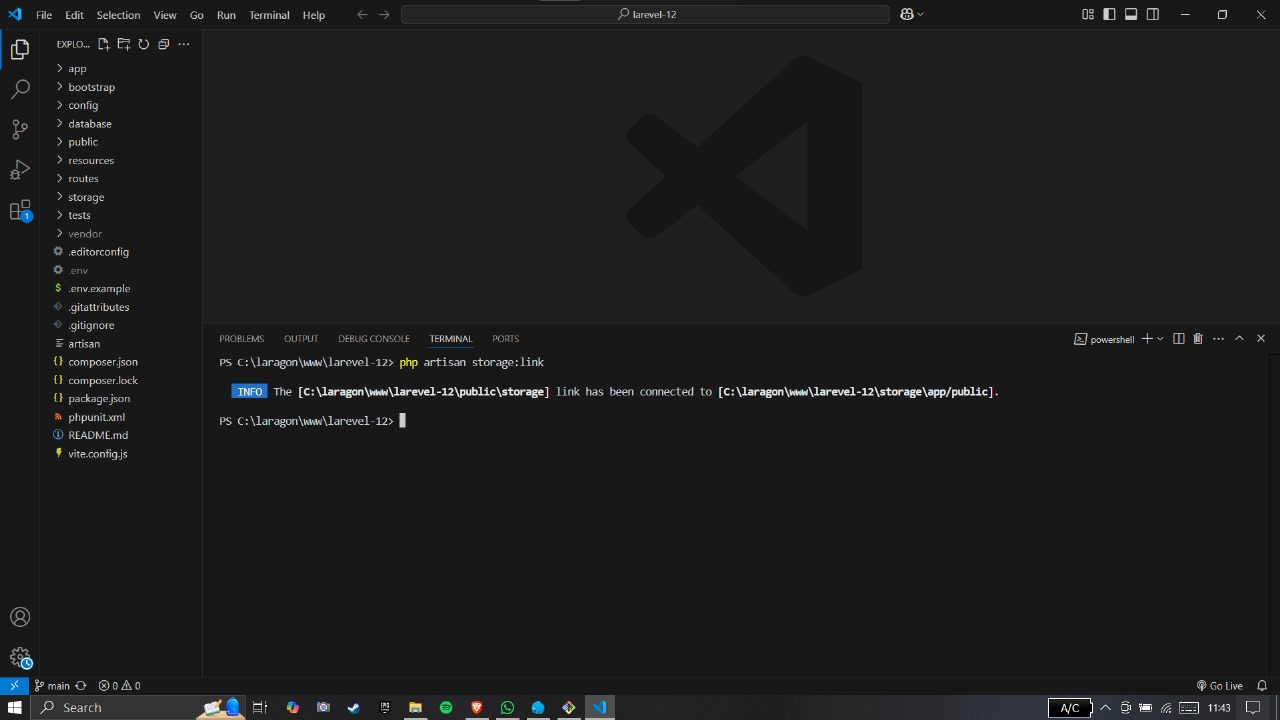 File Edit Selection View Go Run Terminal Help
larevel-12
EXPLO...
app
bootstrap
config
database
public
resources
routes
storage
tests
vendor
.editorconfig
.env
$ .env.example
.gitattributes
.gitignore
artisan
{} composer.json
{} composer.lock
{} package.json
phpunit.xml
README.md
vite.config.js
1
PROBLEMS OUTPUT DEBUG CONSOLE TERMINAL PORTS
powershell
PS C:\laragon\www\larevel-12> php artisan storage:link
INFO The [C:\laragon\www\larevel-12\public\storage] link has been connected to [C:\laragon\www\larevel-12\storage\app/public].
PS C:\laragon\www\larevel-12>
main 0 0 Go Live
Search A/C 11:43